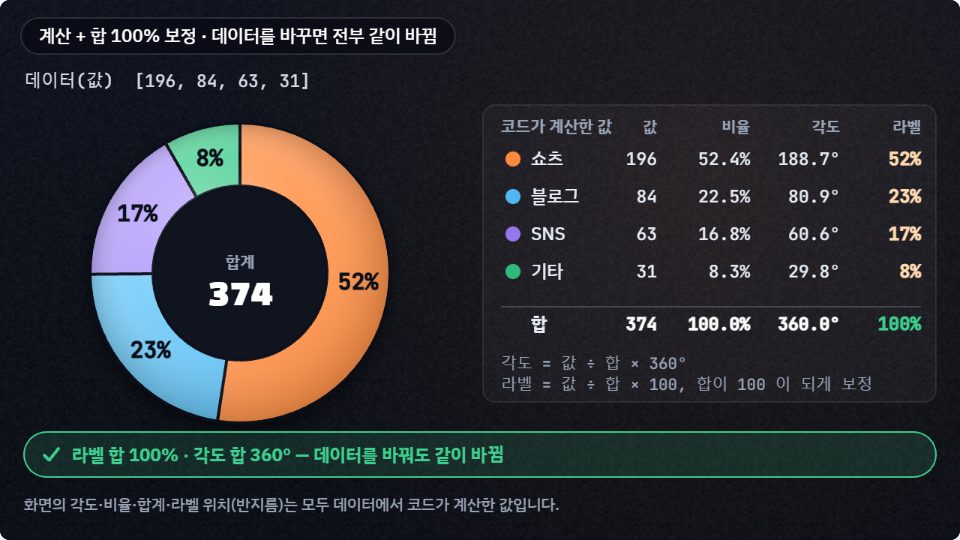 계산 + 합 100% 보정 · 데이터를 바꾸면 전부 같이 바뀜
데이터(값) [196, 84, 63, 31]
8%
17%
52%
23%
합계
374
코드가 계산한 값 값 비율 각도 라벨
쇼츠 196 52.4% 188.7° 52%
블로그 84 22.5% 80.9° 23%
SNS 63 16.8% 60.6° 17%
기타 31 8.3% 29.8° 8%
합 374 100.0% 360.0° 100%
각도 = 값 ÷ 합 × 360°
라벨 = 값 ÷ 합 × 100, 합이 100 이 되게 보정
라벨 합 100% · 각도 합 360° — 데이터를 바꿔도 같이 바뀜
화면의 각도·비율·합계·라벨 위치(반지름)는 모두 데이터에서 코드가 계산한 값입니다.